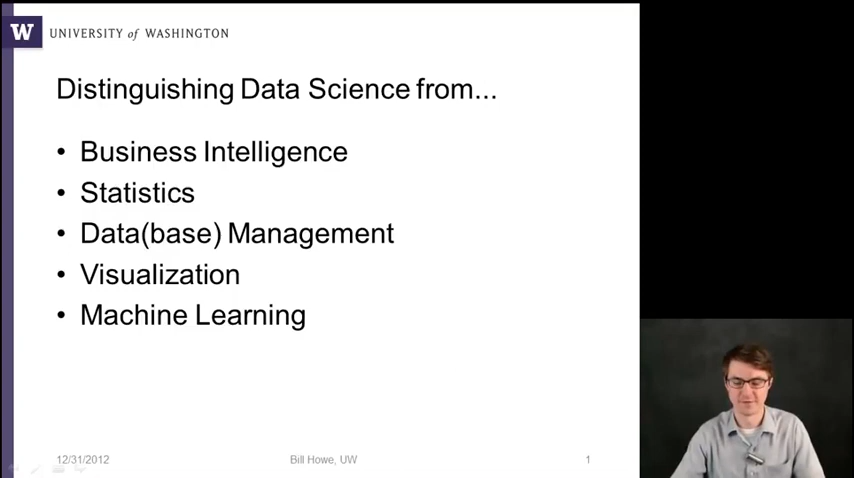 W UNIVERSITY of WASHINGTON
Distinguishing Data Science from...
• Business Intelligence
• Statistics
• Data(base) Management
• Visualization
• Machine Learning
12/31/2012 Bill Howe, UW 1